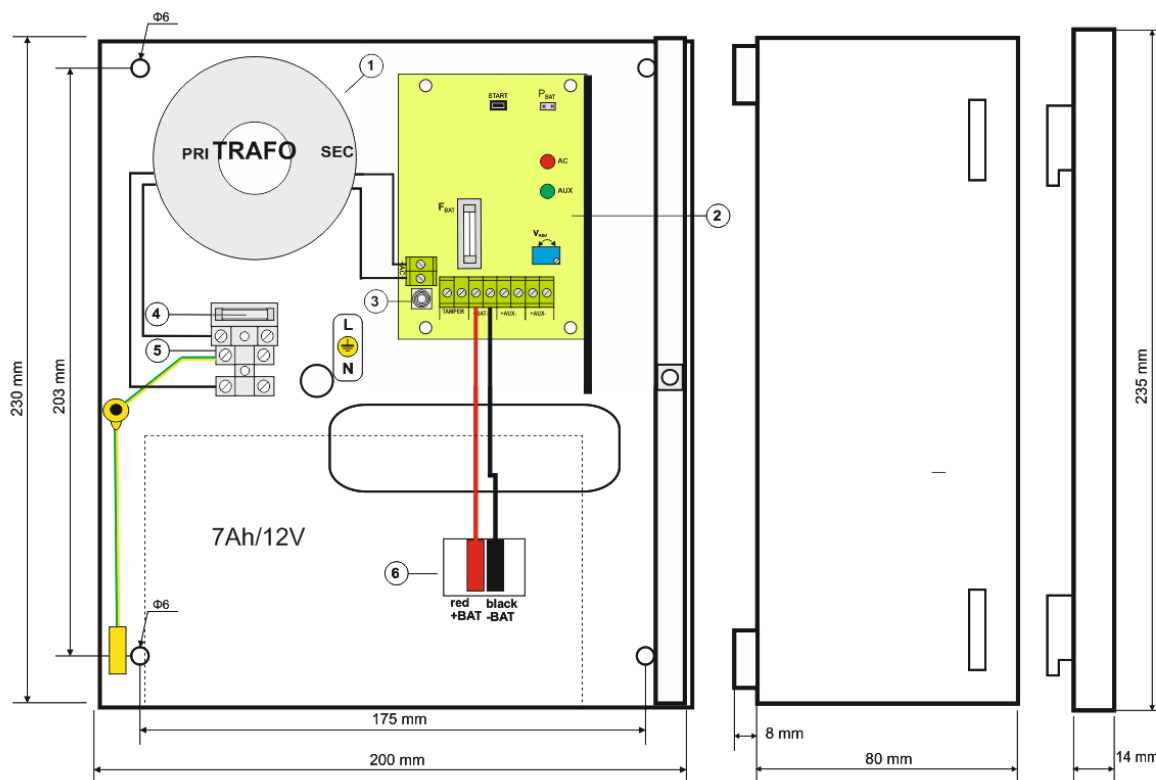 Φ6
1
START
PBAT
PRI TRAFO SEC
AC
AUX
FBAT
2
VADJ
~AC~
3
TAMPER +BAT- +AUX- +AUX-
4
L
5
N
230 mm
203 mm
235 mm
7Ah/12V
6
red black
+BAT -BAT
Φ6
175 mm
8 mm
200 mm
80 mm
14 mm